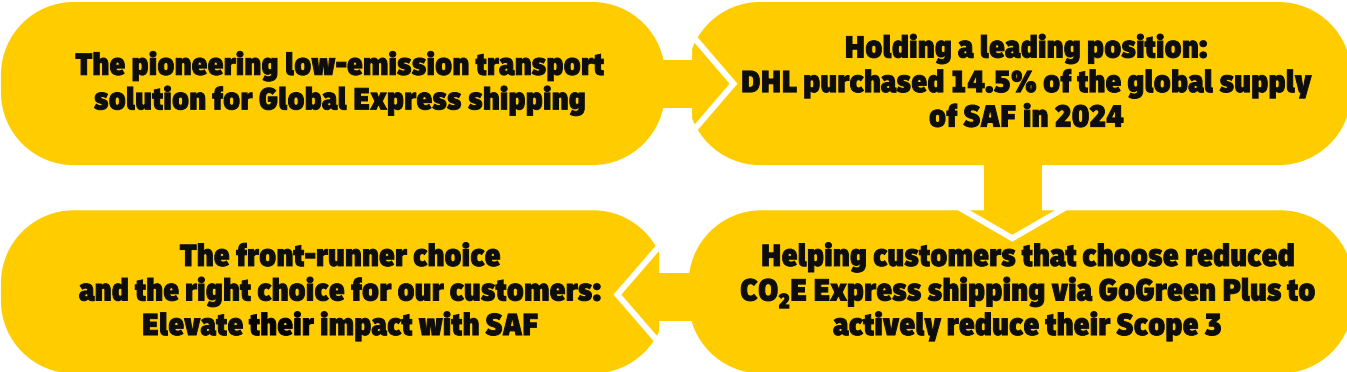 The pioneering low-emission transport
solution for Global Express shipping
Holding a leading position:
DHL purchased 14.5% of the global supply
of SAF in 2024
Helping customers that choose reduced
CO₂E Express shipping via GoGreen Plus to
actively reduce their Scope 3
The front-runner choice
and the right choice for our customers:
Elevate their impact with SAF